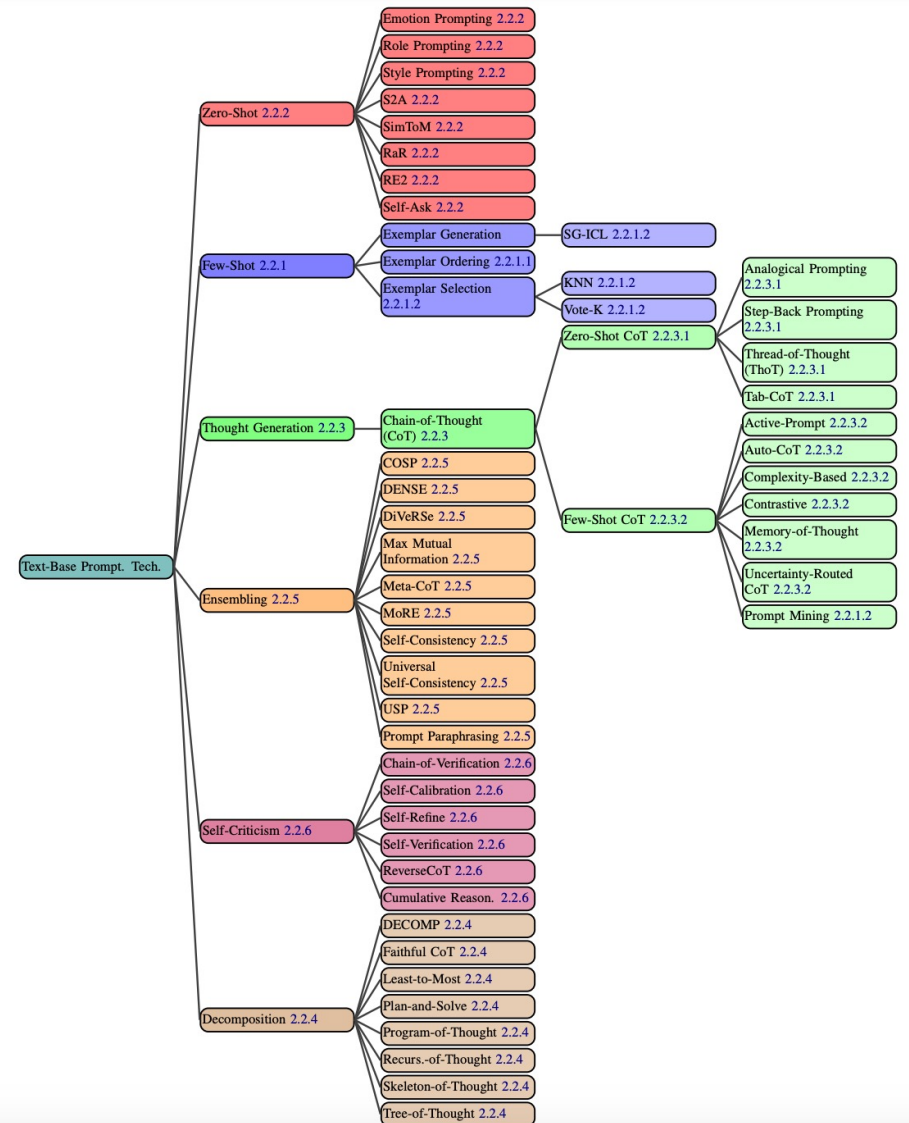 Text-Base Prompt. Tech.
Zero-Shot 2.2.2
Emotion Prompting 2.2.2
Role Prompting 2.2.2
Style Prompting 2.2.2
S2A 2.2.2
SimToM 2.2.2
RaR 2.2.2
RE2 2.2.2
Self-Ask 2.2.2
Few-Shot 2.2.1
Exemplar Generation
SG-ICL 2.2.1.2
Exemplar Ordering 2.2.1.1
Exemplar Selection
2.2.1.2
KNN 2.2.1.2
Vote-K 2.2.1.2
Thought Generation 2.2.3
Chain-of-Thought
(CoT) 2.2.3
Zero-Shot CoT 2.2.3.1
Analogical Prompting
2.2.3.1
Step-Back Prompting
2.2.3.1
Thread-of-Thought
(ThoT) 2.2.3.1
Tab-CoT 2.2.3.1
Few-Shot CoT 2.2.3.2
Active-Prompt 2.2.3.2
Auto-CoT 2.2.3.2
Complexity-Based 2.2.3.2
Contrastive 2.2.3.2
Memory-of-Thought
2.2.3.2
Uncertainty-Routed
CoT 2.2.3.2
Prompt Mining 2.2.1.2
Ensembling 2.2.5
COSP 2.2.5
DENSE 2.2.5
DiVeRSe 2.2.5
Max Mutual
Information 2.2.5
Meta-CoT 2.2.5
MoRE 2.2.5
Self-Consistency 2.2.5
Universal
Self-Consistency 2.2.5
USP 2.2.5
Prompt Paraphrasing 2.2.5
Self-Criticism 2.2.6
Chain-of-Verification 2.2.6
Self-Calibration 2.2.6
Self-Refine 2.2.6
Self-Verification 2.2.6
ReverseCoT 2.2.6
Cumulative Reason. 2.2.6
Decomposition 2.2.4
DECOMP 2.2.4
Faithful CoT 2.2.4
Least-to-Most 2.2.4
Plan-and-Solve 2.2.4
Program-of-Thought 2.2.4
Recurs.-of-Thought 2.2.4
Skeleton-of-Thought 2.2.4
Tree-of-Thought 2.2.4